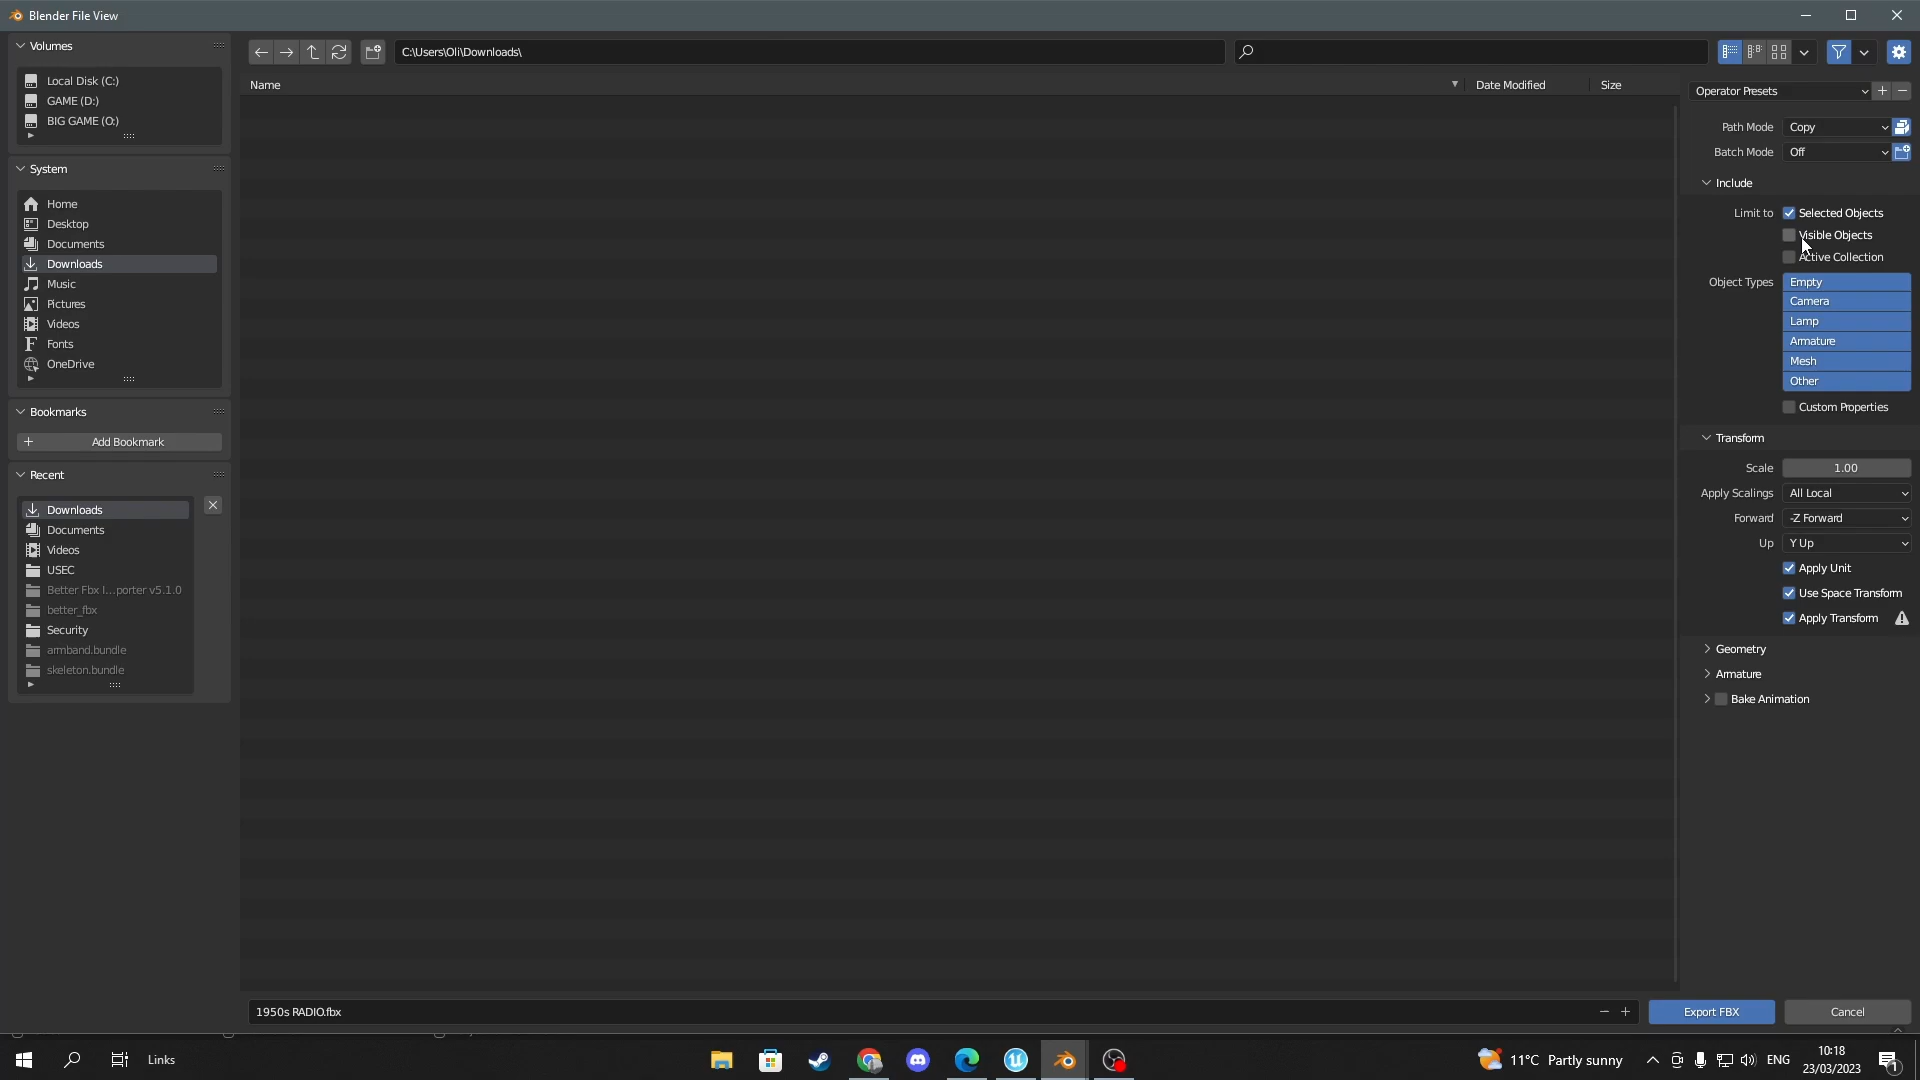 Blender File View
Volumes
Local Disk (C:)
GAME (D:)
BIG GAME (O:)
System
Home
Desktop
Documents
Downloads
Music
Pictures
Videos
Fonts
OneDrive
Bookmarks
Add Bookmark
Recent
Downloads
Documents
Videos
USEC
Better Fbx I...porter v5.1.0
better_fbx
Security
armband.bundle
skeleton.bundle
C:\Users\Oli\Downloads\
Name Date Modified Size
1950s RADIO.fbx
Operator Presets
Path Mode Copy
Batch Mode Off
Include
Limit to Selected Objects
Visible Objects
Active Collection
Object Types Empty
Camera
Lamp
Armature
Mesh
Other
Custom Properties
Transform
Scale 1.00
Apply Scalings All Local
Forward -Z Forward
Up Y Up
Apply Unit
Use Space Transform
Apply Transform
Geometry
Armature
Bake Animation
Export FBX Cancel
Links
11°C Partly sunny
ENG
10:18
23/03/2023
1